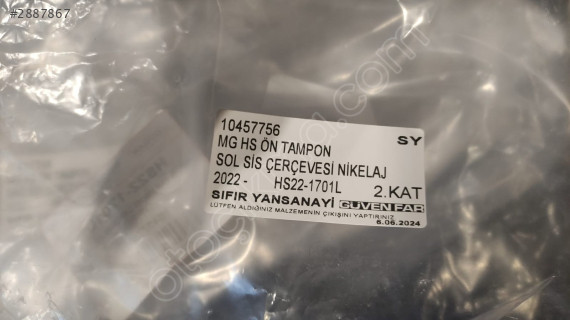 #2887867
10457756 SY
MG HS ÖN TAMPON
SOL SİS ÇERÇEVESİ NİKELAJ
2022 - HS22-1701L 2.KAT
SIFIR YANSANAYİ GÜVEN FAR
LÜTFEN ALDIĞINIZ MALZEMENİN ÇIKIŞINI YAPTIRINIZ
6.06.2024